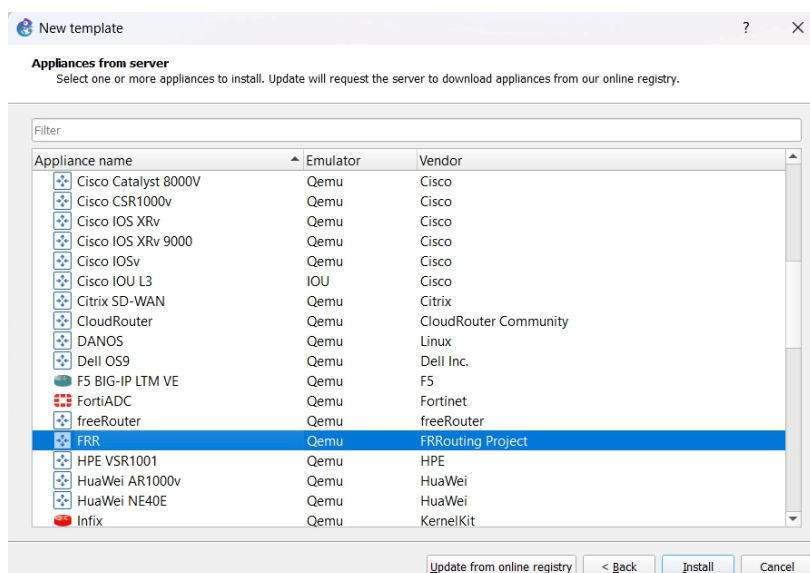 New template
? ×
Appliances from server
Select one or more appliances to install. Update will request the server to download appliances from our online registry.
Filter
Appliance name Emulator Vendor
Cisco Catalyst 8000V Qemu Cisco
Cisco CSR1000v Qemu Cisco
Cisco IOS XRv Qemu Cisco
Cisco IOS XRv 9000 Qemu Cisco
Cisco IOSv Qemu Cisco
Cisco IOU L3 IOU Cisco
Citrix SD-WAN Qemu Citrix
CloudRouter Qemu CloudRouter Community
DANOS Qemu Linux
Dell OS9 Qemu Dell Inc.
F5 BIG-IP LTM VE Qemu F5
FortiADC Qemu Fortinet
freeRouter Qemu freeRouter
FRR Qemu FRRouting Project
HPE VSR1001 Qemu HPE
HuaWei AR1000v Qemu HuaWei
HuaWei NE40E Qemu HuaWei
Infix Qemu KernelKit
Update from online registry < Back Install Cancel